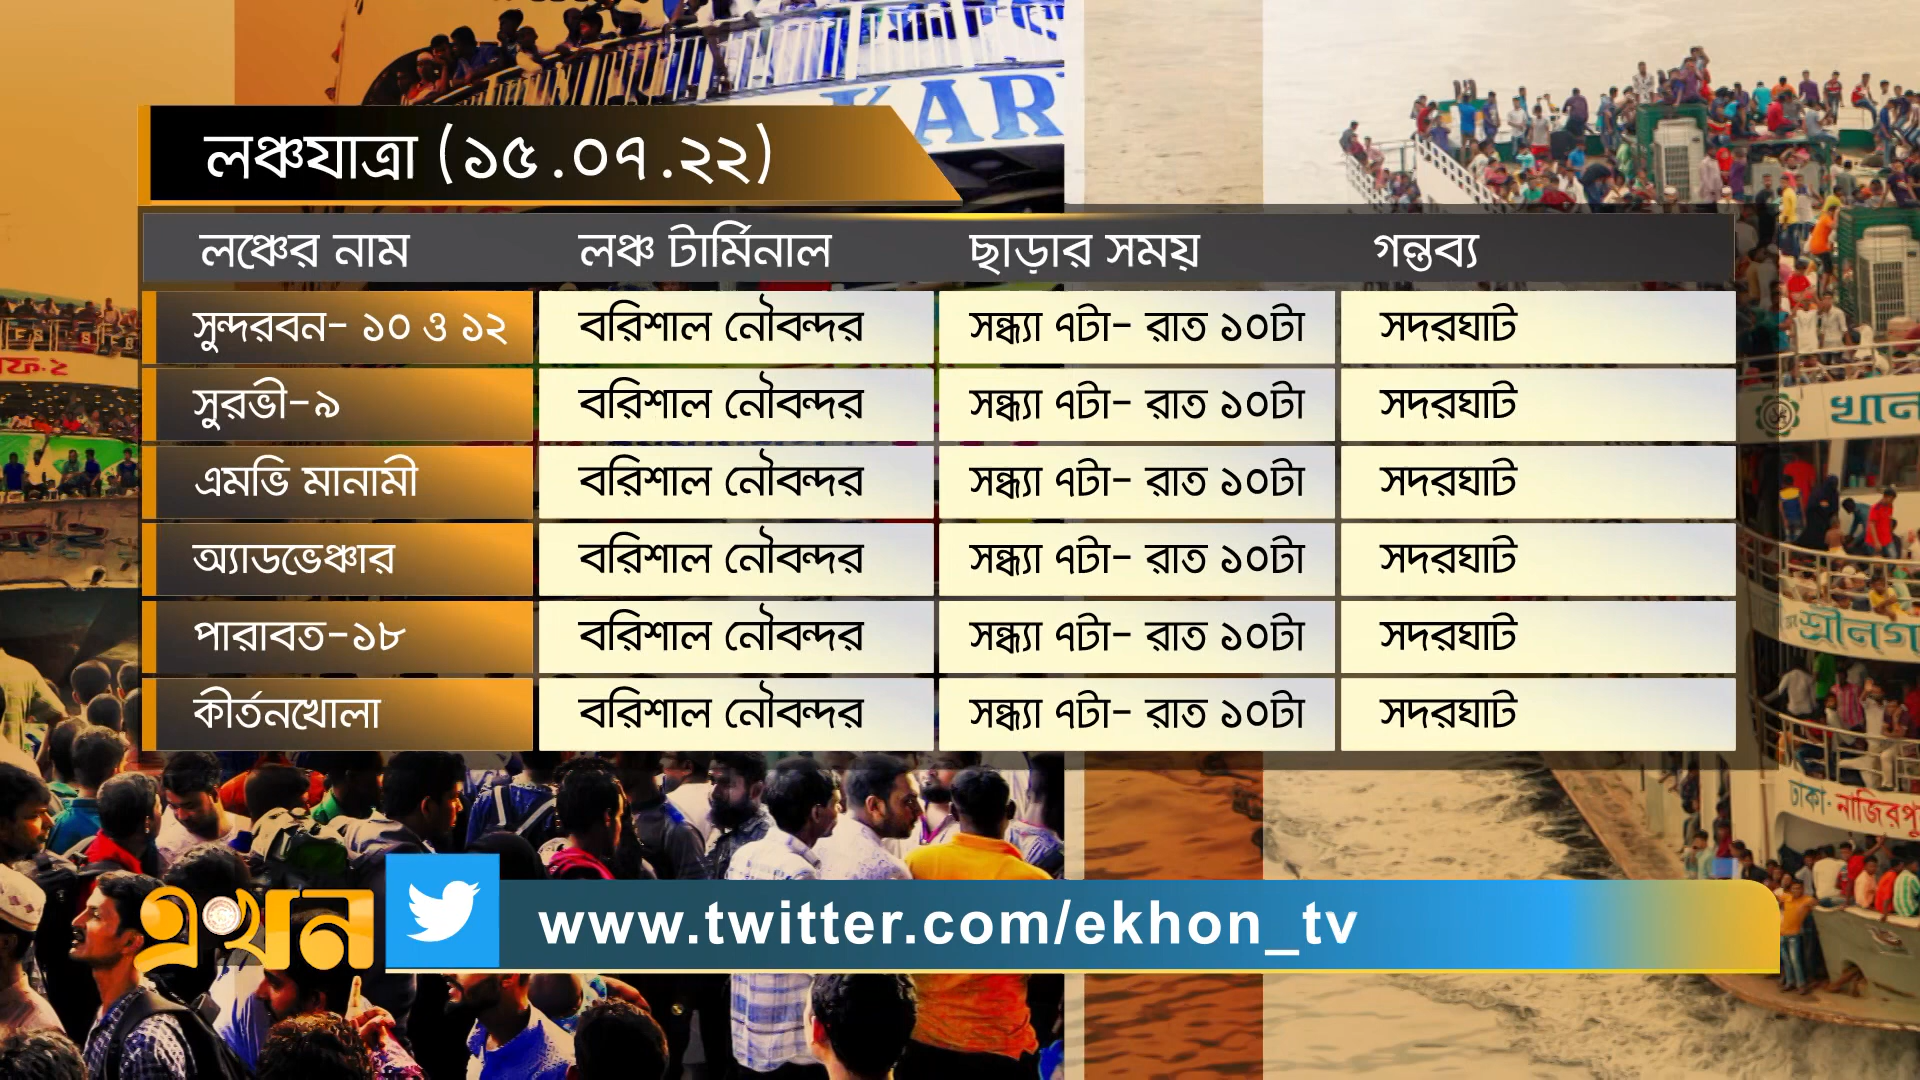 KAR
লঞ্চযাত্রা (১৫.০৭.২২)
লঞ্চের নাম লঞ্চ টার্মিনাল ছাড়ার সময় গন্তব্য
সুন্দরবন- ১০ ও ১২ বরিশাল নৌবন্দর সন্ধ্যা ৭টা- রাত ১০টা সদরঘাট
সুরভী-৯ বরিশাল নৌবন্দর সন্ধ্যা ৭টা- রাত ১০টা সদরঘাট
এমভি মানামী বরিশাল নৌবন্দর সন্ধ্যা ৭টা- রাত ১০টা সদরঘাট
অ্যাডভেঞ্চার বরিশাল নৌবন্দর সন্ধ্যা ৭টা- রাত ১০টা সদরঘাট
পারাবত-১৮ বরিশাল নৌবন্দর সন্ধ্যা ৭টা- রাত ১০টা সদরঘাট
কীর্তনখোলা বরিশাল নৌবন্দর সন্ধ্যা ৭টা- রাত ১০টা সদরঘাট
খান
শ্রীনগ
ঢাকা-নাজিরপু
এখন
www.twitter.com/ekhon_tv